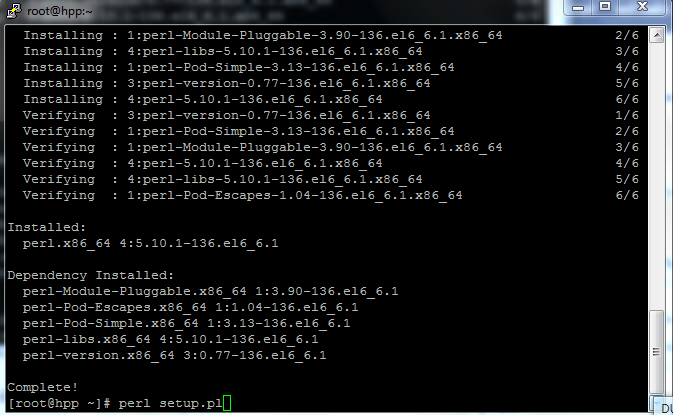 root@hpp:~
Installing : 1:perl-Module-Pluggable-3.90-136.el6_6.1.x86_64 2/6
Installing : 4:perl-libs-5.10.1-136.el6_6.1.x86_64 3/6
Installing : 1:perl-Pod-Simple-3.13-136.el6_6.1.x86_64 4/6
Installing : 3:perl-version-0.77-136.el6_6.1.x86_64 5/6
Installing : 4:perl-5.10.1-136.el6_6.1.x86_64 6/6
Verifying : 3:perl-version-0.77-136.el6_6.1.x86_64 1/6
Verifying : 1:perl-Pod-Simple-3.13-136.el6_6.1.x86_64 2/6
Verifying : 1:perl-Module-Pluggable-3.90-136.el6_6.1.x86_64 3/6
Verifying : 4:perl-5.10.1-136.el6_6.1.x86_64 4/6
Verifying : 4:perl-libs-5.10.1-136.el6_6.1.x86_64 5/6
Verifying : 1:perl-Pod-Escapes-1.04-136.el6_6.1.x86_64 6/6
Installed:
perl.x86_64 4:5.10.1-136.el6_6.1
Dependency Installed:
perl-Module-Pluggable.x86_64 1:3.90-136.el6_6.1
perl-Pod-Escapes.x86_64 1:1.04-136.el6_6.1
perl-Pod-Simple.x86_64 1:3.13-136.el6_6.1
perl-libs.x86_64 4:5.10.1-136.el6_6.1
perl-version.x86_64 3:0.77-136.el6_6.1
Complete!
[root@hpp ~]# perl setup.pl